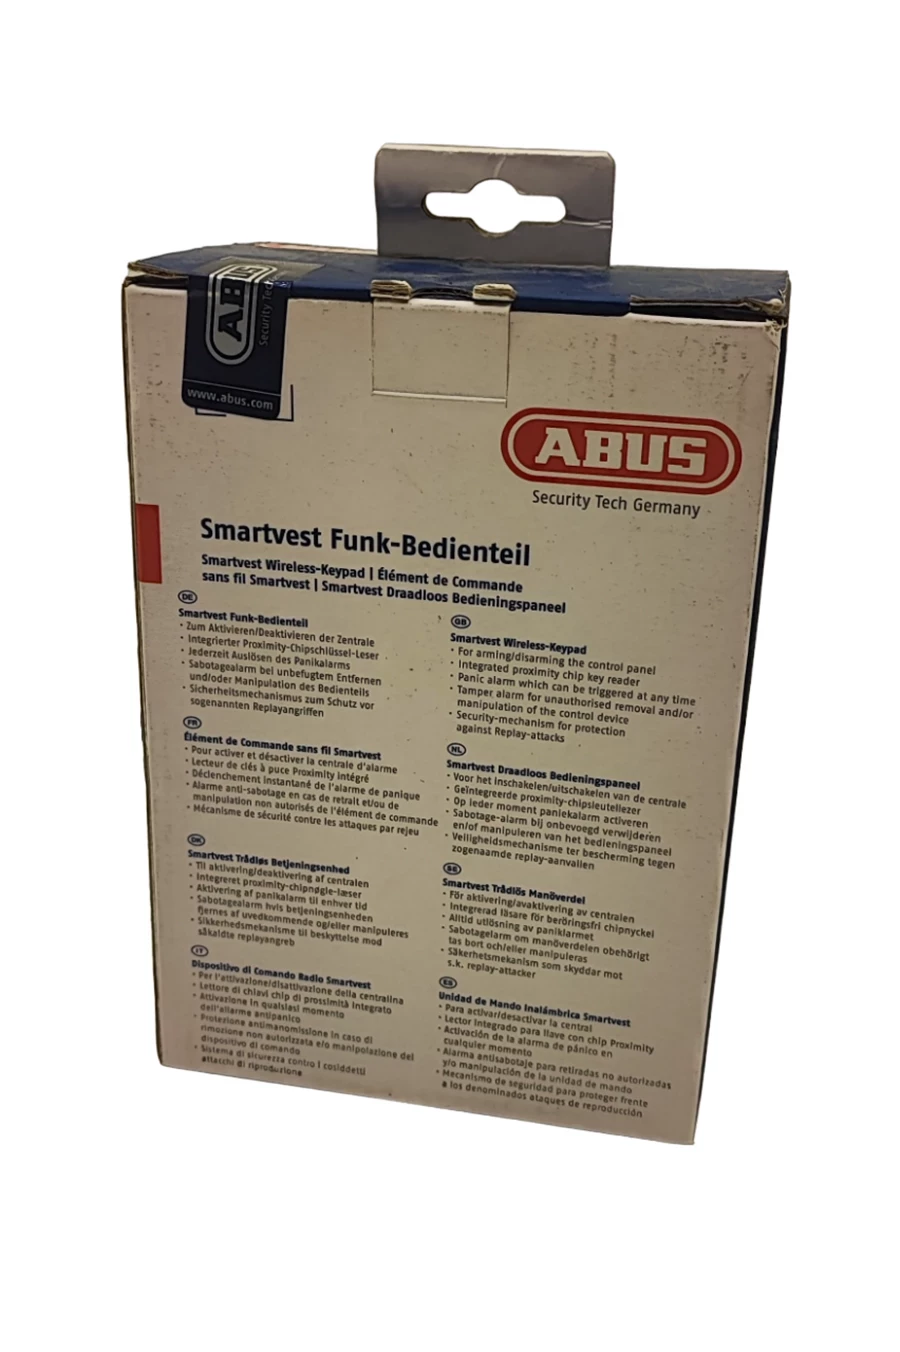 ABUS
Security Tech
www.abus.com
ABUS
Security Tech Germany
Smartvest Funk-Bedienteil
Smartvest Wireless-Keypad | Élément de Commande
sans fil Smartvest | Smartvest Draadloos Bedieningspaneel
DE
Smartvest Funk-Bedienteil
· Zum Aktivieren/Deaktivieren der Zentrale
· Integrierter Proximity-Chipschlüssel-Leser
· Jederzeit Auslösen des Panikalarms
· Sabotagealarm bei unbefugtem Entfernen
und/oder Manipulation des Bedienteils
· Sicherheitsmechanismus zum Schutz vor
sogenannten Replayangriffen
FR
Élément de Commande sans fil Smartvest
· Pour activer et désactiver la centrale d'alarme
· Lecteur de clés à puce Proximity intégré
· Déclenchement instantané de l'alarme de panique
· Alarme anti-sabotage en cas de retrait et/ou de
manipulation non autorisés de l'élément de commande
· Mécanisme de sécurité contre les attaques par rejeu
DK
Smartvest Trådløs Betjeningsenhed
· Til aktivering/deaktivering af centralen
· Integreret proximity-chipnøgle-læser
· Aktivering af panikalarm til enhver tid
· Sabotagealarm hvis betjeningsenheden
fjernes af uvedkommende og/eller manipuleres
· Sikkerhedsmekanisme til beskyttelse mod
såkaldte replayangreb
IT
Dispositivo di Comando Radio Smartvest
· Per l'attivazione/disattivazione della centralina
· Lettore di chiavi chip di prossimità integrato
· Attivazione in qualsiasi momento
dell'allarme antipanico
· Protezione antimanomissione in caso di
rimozione non autorizzata e/o manipolazione del
dispositivo di comando
· Sistema di sicurezza contro i cosiddetti
attacchi di riproduzione
GB
Smartvest Wireless-Keypad
· For arming/disarming the control panel
· Integrated proximity chip key reader
· Panic alarm which can be triggered at any time
· Tamper alarm for unauthorised removal and/or
manipulation of the control device
· Security-mechanism for protection
against Replay-attacks
NL
Smartvest Draadloos Bedieningspaneel
· Voor het inschakelen/uitschakelen van de centrale
· Geïntegreerde proximity-chipsleutellezer
· Op ieder moment paniekalarm activeren
· Sabotage-alarm bij onbevoegd verwijderen
en/of manipuleren van het bedieningspaneel
· Veiligheidsmechanisme ter bescherming tegen
zogenaamde replay-aanvallen
SE
Smartvest Trådlös Manöverdel
· För aktivering/avaktivering av centralen
· Integrerad läsare för beröringsfri chipnyckel
· Alltid utlösning av paniklarmet
· Sabotagelarm om manöverdelen obehörigt
tas bort och/eller manipuleras
· Säkerhetsmekanism som skyddar mot
s.k. replay-attacker
ES
Unidad de Mando Inalámbrica Smartvest
· Para activar/desactivar la central
· Lector integrado para llave con chip Proximity
· Activación de la alarma de pánico en
cualquier momento
· Alarma antisabotaje para retiradas no autorizadas
y/o manipulación de la unidad de mando
· Mecanismo de seguridad para proteger frente
a los denominados ataques de reproducción